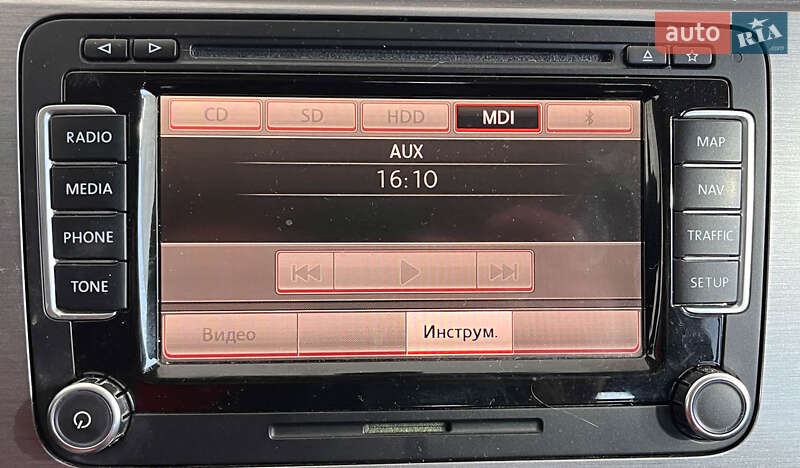 auto RIA .com
RADIO
MEDIA
PHONE
TONE
CD SD HDD MDI
AUX
16:10
Видео Инструм.
MAP
NAV
TRAFFIC
SETUP